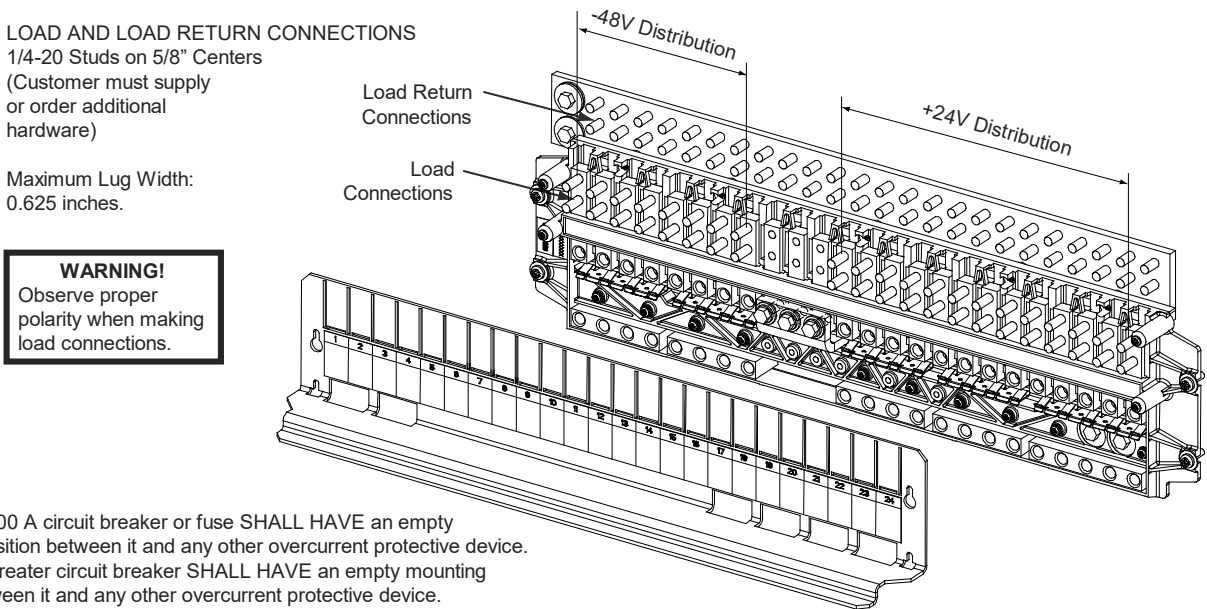 LOAD AND LOAD RETURN CONNECTIONS
1/4-20 Studs on 5/8” Centers
(Customer must supply
or order additional
hardware)
Maximum Lug Width:
0.625 inches.
WARNING!
Observe proper
polarity when making
load connections.
-48V Distribution
Load Return
Connections
Load
Connections
+24V Distribution
1 2 3 4 5 6 7 8 9 10 11 12 13 14 15 16 17 18 19 20 21 22 23 24
00 A circuit breaker or fuse SHALL HAVE an empty
sition between it and any other overcurrent protective device.
reater circuit breaker SHALL HAVE an empty mounting
ween it and any other overcurrent protective device.